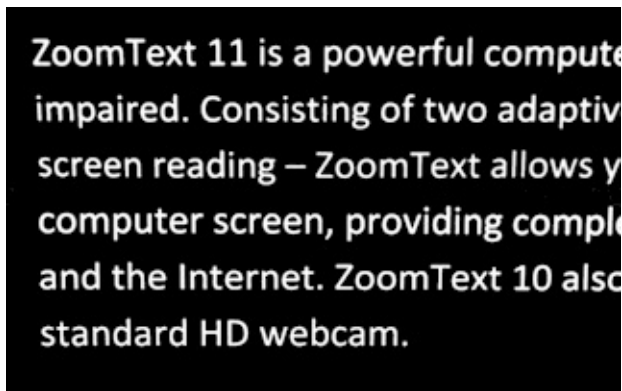 ZoomText 11 is a powerful compute
impaired. Consisting of two adaptiv
screen reading – ZoomText allows y
computer screen, providing comple
and the Internet. ZoomText 10 also
standard HD webcam.